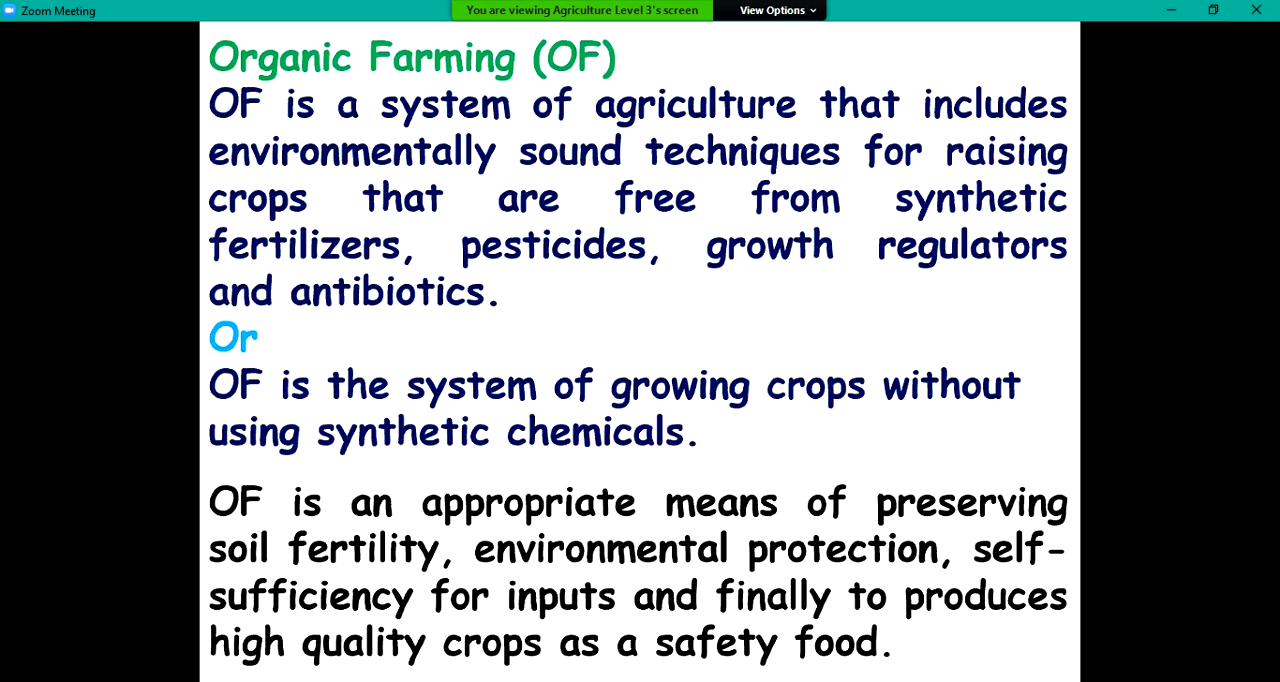 Zoom Meeting
You are viewing Agriculture Level 3's screen
View Options
Organic Farming (OF)
OF is a system of agriculture that includes
environmentally sound techniques for raising
crops that are free from synthetic
fertilizers, pesticides, growth regulators
and antibiotics.
Or
OF is the system of growing crops without
using synthetic chemicals.
OF is an appropriate means of preserving
soil fertility, environmental protection, self-
sufficiency for inputs and finally to produces
high quality crops as a safety food.